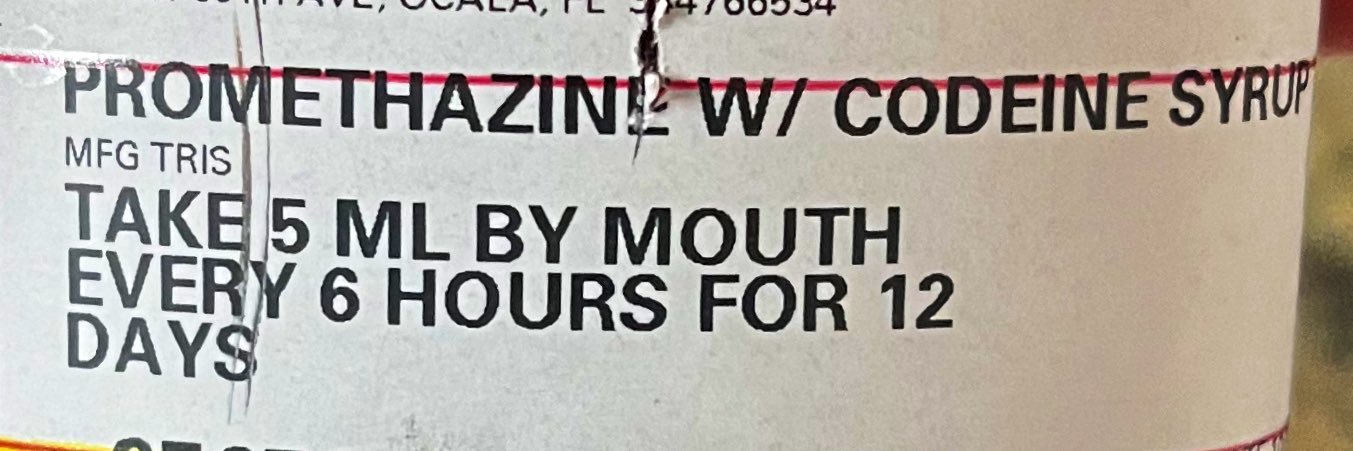 AVE, OCALA, FL
PROMETHAZINE W/ CODEINE SYRUP
MFG TRIS
TAKE 5 ML BY MOUTH
EVERY 6 HOURS FOR 12
DAYS